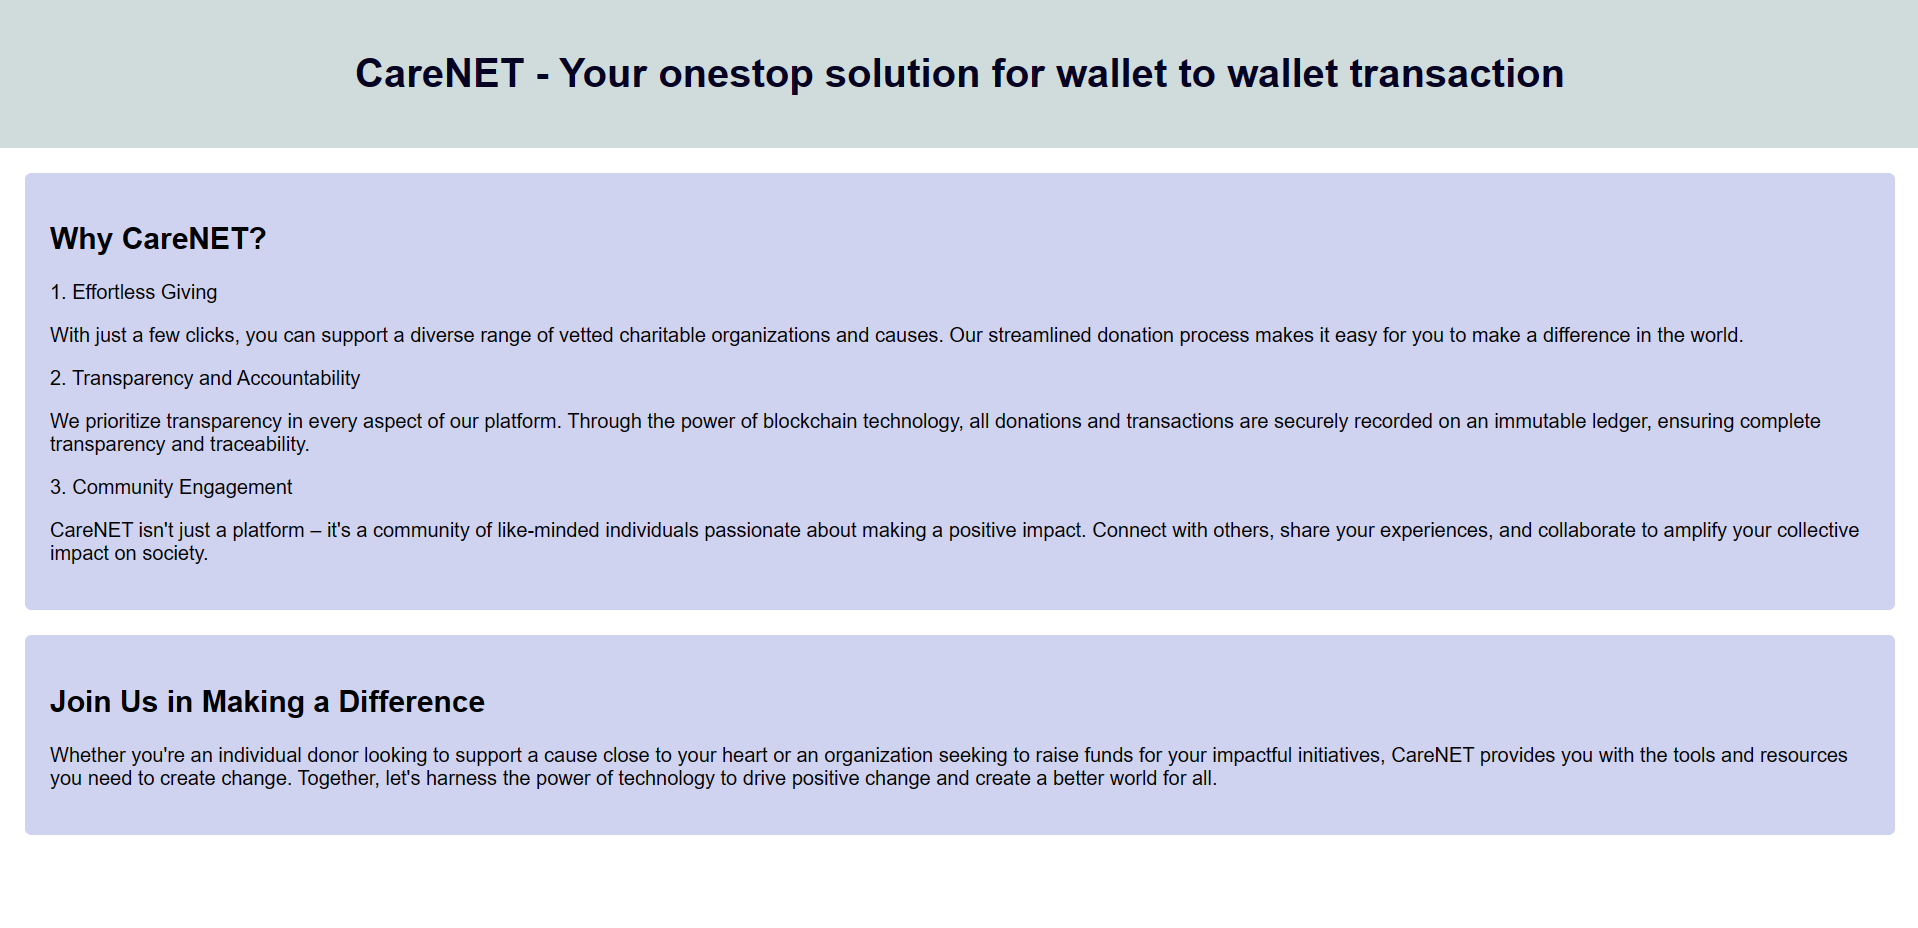 CareNET - Your onestop solution for wallet to wallet transaction
Why CareNET?
1. Effortless Giving
With just a few clicks, you can support a diverse range of vetted charitable organizations and causes. Our streamlined donation process makes it easy for you to make a difference in the world.
2. Transparency and Accountability
We prioritize transparency in every aspect of our platform. Through the power of blockchain technology, all donations and transactions are securely recorded on an immutable ledger, ensuring complete
transparency and traceability.
3. Community Engagement
CareNET isn't just a platform – it's a community of like-minded individuals passionate about making a positive impact. Connect with others, share your experiences, and collaborate to amplify your collective
impact on society.
Join Us in Making a Difference
Whether you're an individual donor looking to support a cause close to your heart or an organization seeking to raise funds for your impactful initiatives, CareNET provides you with the tools and resources
you need to create change. Together, let's harness the power of technology to drive positive change and create a better world for all.